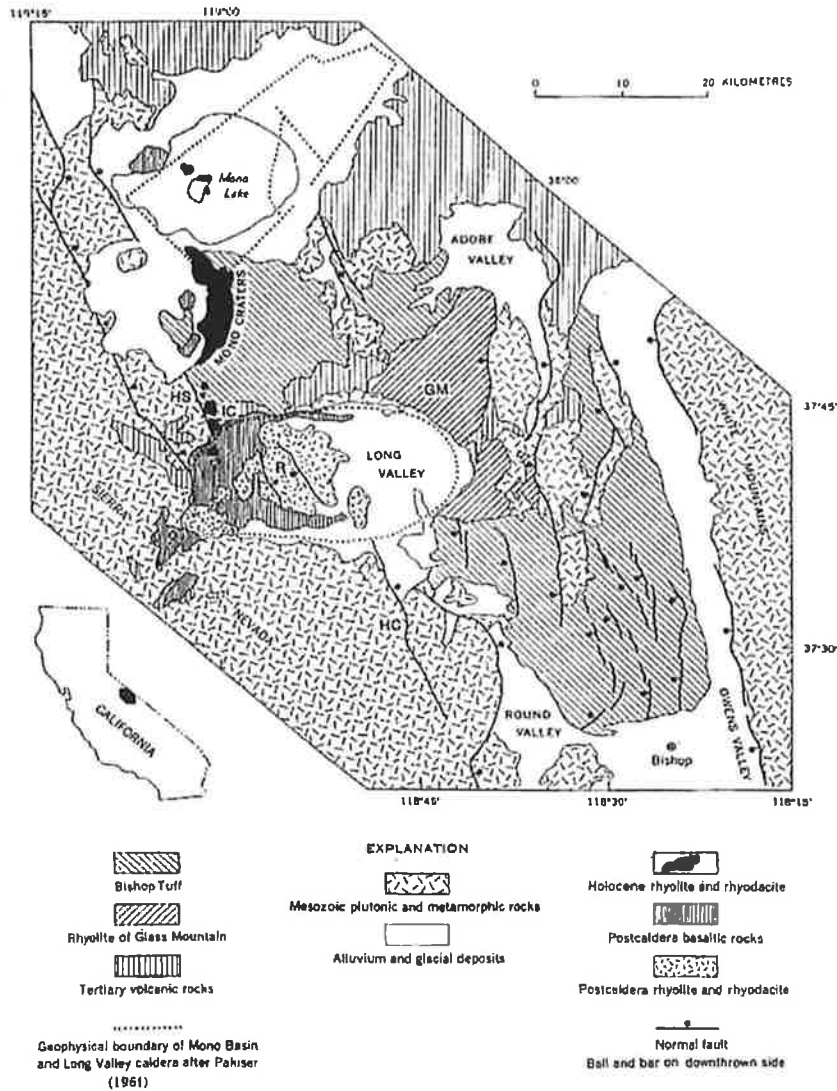 119°15'
119°00'
0 10 20 KILOMETRES
Mono
Lake
38°00'
ADOBE
VALLEY
MONO CRATERS
GM
HS
IC
37°45'
WHITE MOUNTAINS
R
LONG
VALLEY
SIERRA
NEVADA
HC
37°30'
OWENS VALLEY
ROUND
VALLEY
Bishop
CALIFORNIA
118°45'
118°30'
118°15'
EXPLANATION
Bishop Tuff
Mesozoic plutonic and metamorphic rocks
Holocene rhyolite and rhyodacite
Rhyolite of Glass Mountain
Alluvium and glacial deposits
Postcaldera basaltic rocks
Tertiary volcanic rocks
Postcaldera rhyolite and rhyodacite
Geophysical boundary of Mono Basin
and Long Valley caldera after Pakiser
(1961)
Normal fault
Ball and bar on downthrown side